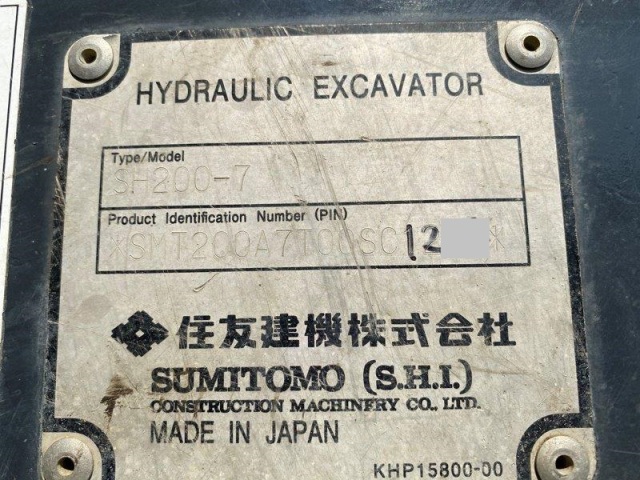 HYDRAULIC EXCAVATOR
Type/Model
SH200-7
Product Identification Number (PIN)
12
住友建機株式会社
SUMITOMO (S.H.I.)
CONSTRUCTION MACHINERY CO., LTD.
MADE IN JAPAN
KHP15800-00